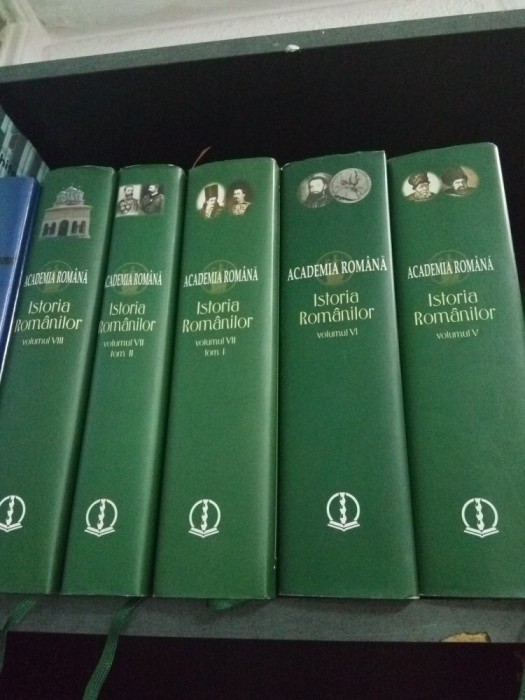 ACADEMIA ROMÂNĂ
Istoria
Românilor
volumul VIII
ACADEMIA ROMÂNĂ
Istoria
Românilor
volumul VII
tom. II
ACADEMIA ROMÂNĂ
Istoria
Românilor
volumul VII
tom. I
ACADEMIA ROMÂNĂ
Istoria
Românilor
volumul VI
ACADEMIA ROMÂNĂ
Istoria
Românilor
volumul V